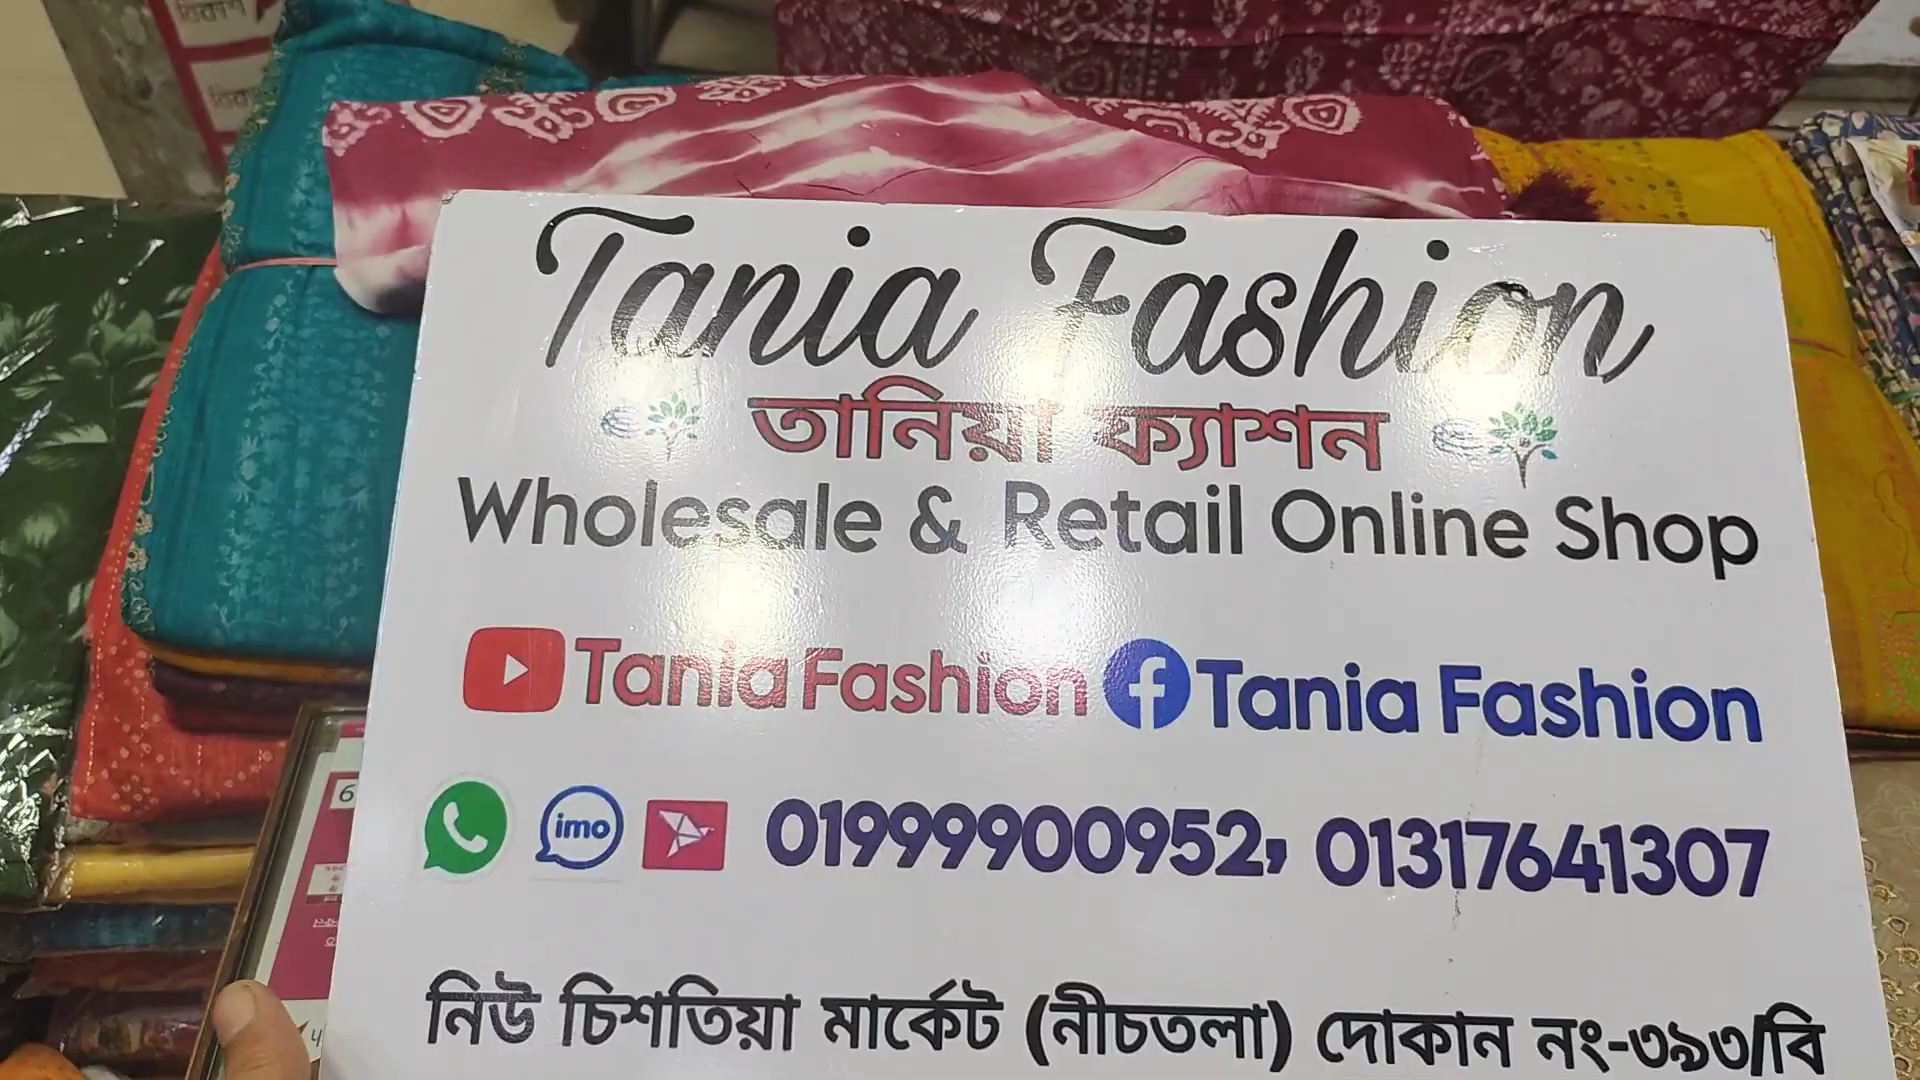 Tania Fashion
তানিয়া ফ্যাশন
Wholesale & Retail Online Shop
Tania Fashion Tania Fashion
imo 01999900952, 01317641307
নিউ চিশতিয়া মার্কেট (নীচতলা) দোকান নং-৩৯৩/বি